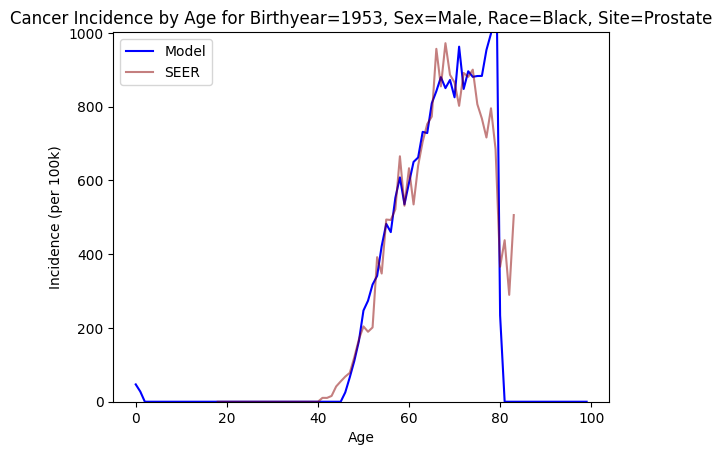 Cancer Incidence by Age for Birthyear=1953, Sex=Male, Race=Black, Site=Prostate
Model
SEER
1000
800
600
400
200
0
Incidence (per 100k)
0 20 40 60 80 100
Age